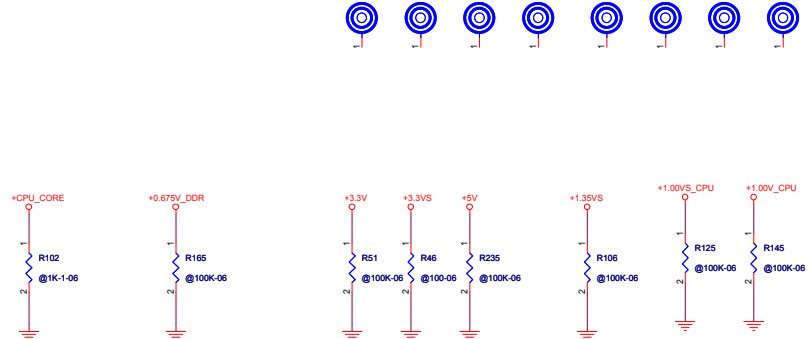 1 1 1 1 1 1 1 1
+CPU_CORE +0.675V_DDR +3.3V +3.3VS +5V +1.35VS +1.00VS_CPU +1.00V_CPU
1 1 1 1 1 1 1 1
R102 R165 R51 R46 R235 R106 R125 R145
@1K-1-06 @100K-06 @100K-06 @100-06 @100K-06 @100K-06 @100K-06 @100K-06
2 2 2 2 2 2 2 2